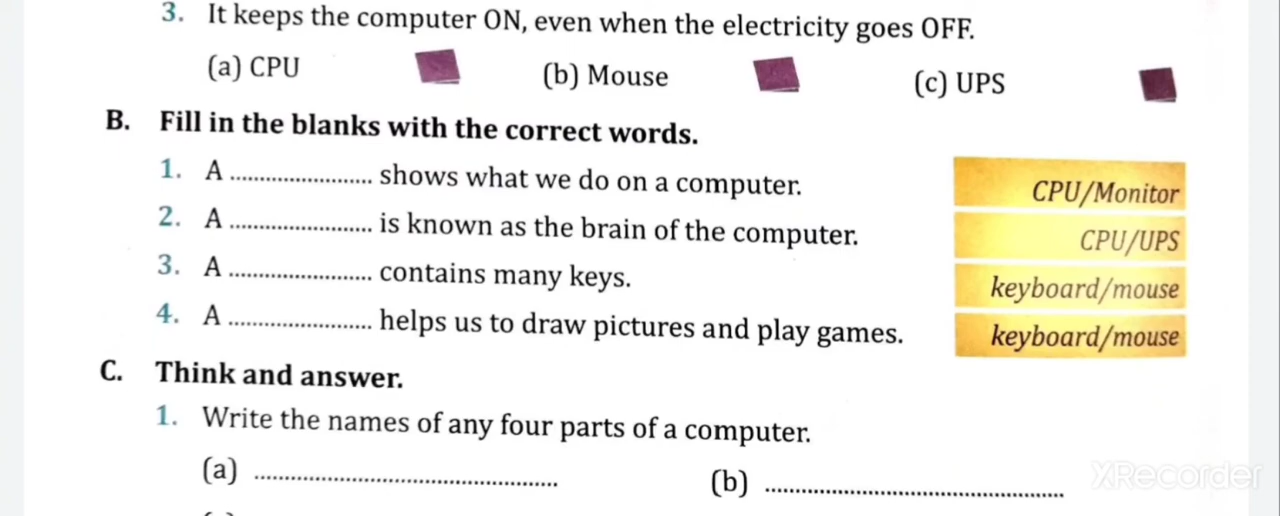 3. It keeps the computer ON, even when the electricity goes OFF.
(a) CPU (b) Mouse (c) UPS
B. Fill in the blanks with the correct words.
1. A ........................ shows what we do on a computer. CPU/Monitor
2. A ........................ is known as the brain of the computer. CPU/UPS
3. A ........................ contains many keys. keyboard/mouse
4. A ........................ helps us to draw pictures and play games. keyboard/mouse
C. Think and answer.
1. Write the names of any four parts of a computer.
(a) .................................................. (b) ..................................................
XRecorder